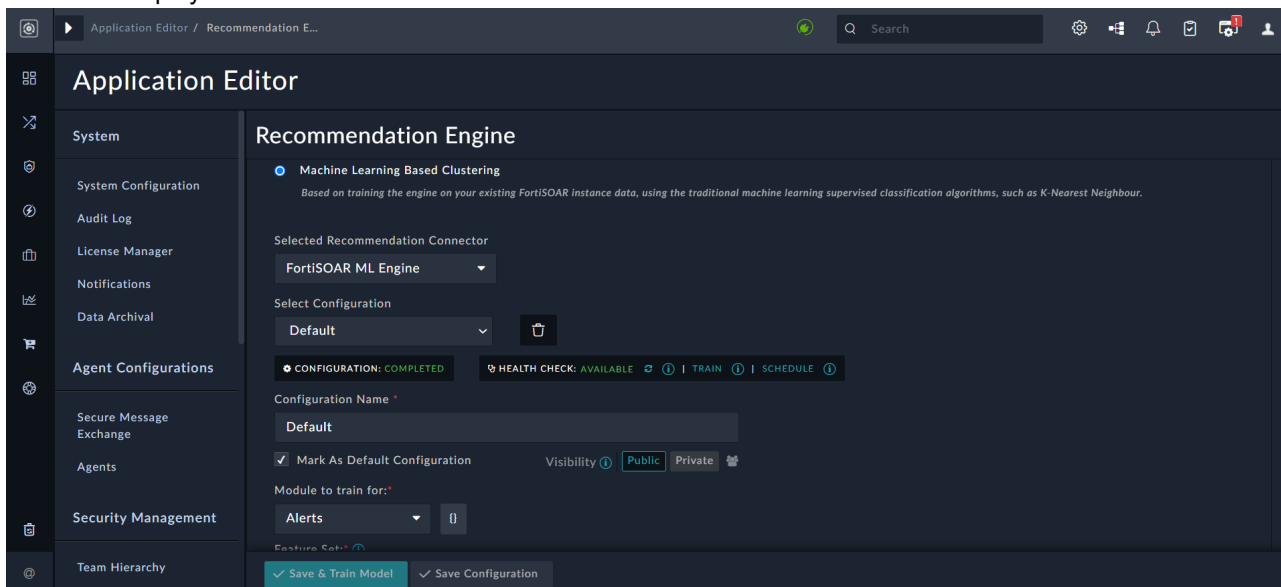 Application Editor / Recommendation E...
Search
Application Editor
System
System Configuration
Audit Log
License Manager
Notifications
Data Archival
Agent Configurations
Secure Message
Exchange
Agents
Security Management
Team Hierarchy
@
Recommendation Engine
Machine Learning Based Clustering
Based on training the engine on your existing FortiSOAR instance data, using the traditional machine learning supervised classification algorithms, such as K-Nearest Neighbour.
Selected Recommendation Connector
FortiSOAR ML Engine
Select Configuration
Default
CONFIGURATION: COMPLETED
HEALTH CHECK: AVAILABLE | TRAIN | SCHEDULE
Configuration Name *
Default
Mark As Default Configuration
Visibility Public Private
Module to train for:*
Alerts
{}
Feature Set:*
Save & Train Model
Save Configuration